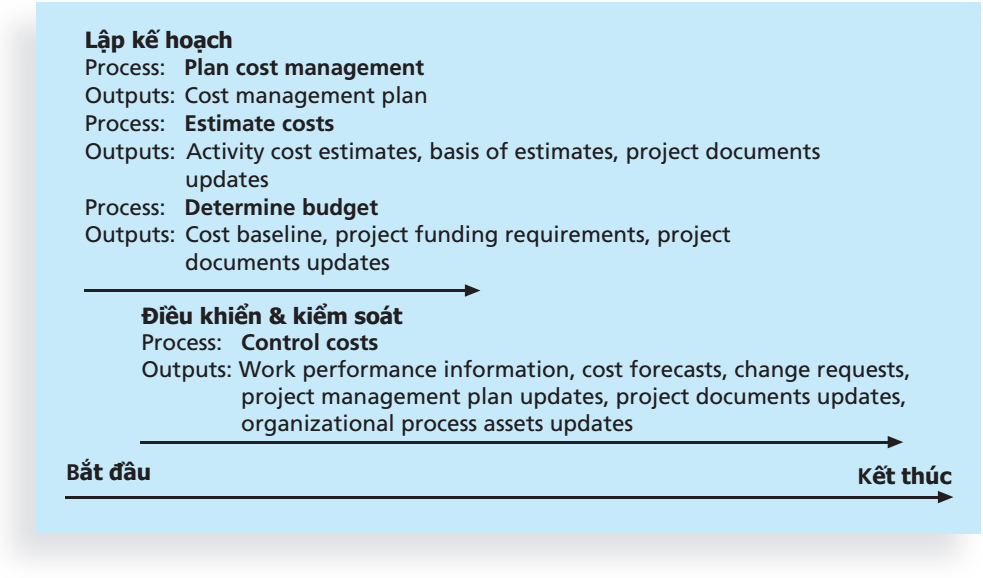 Lập kế hoạch
Process: Plan cost management
Outputs: Cost management plan
Process: Estimate costs
Outputs: Activity cost estimates, basis of estimates, project documents
updates
Process: Determine budget
Outputs: Cost baseline, project funding requirements, project
documents updates
Điều khiển & kiểm soát
Process: Control costs
Outputs: Work performance information, cost forecasts, change requests,
project management plan updates, project documents updates,
organizational process assets updates
Bắt đầu
Kết thúc